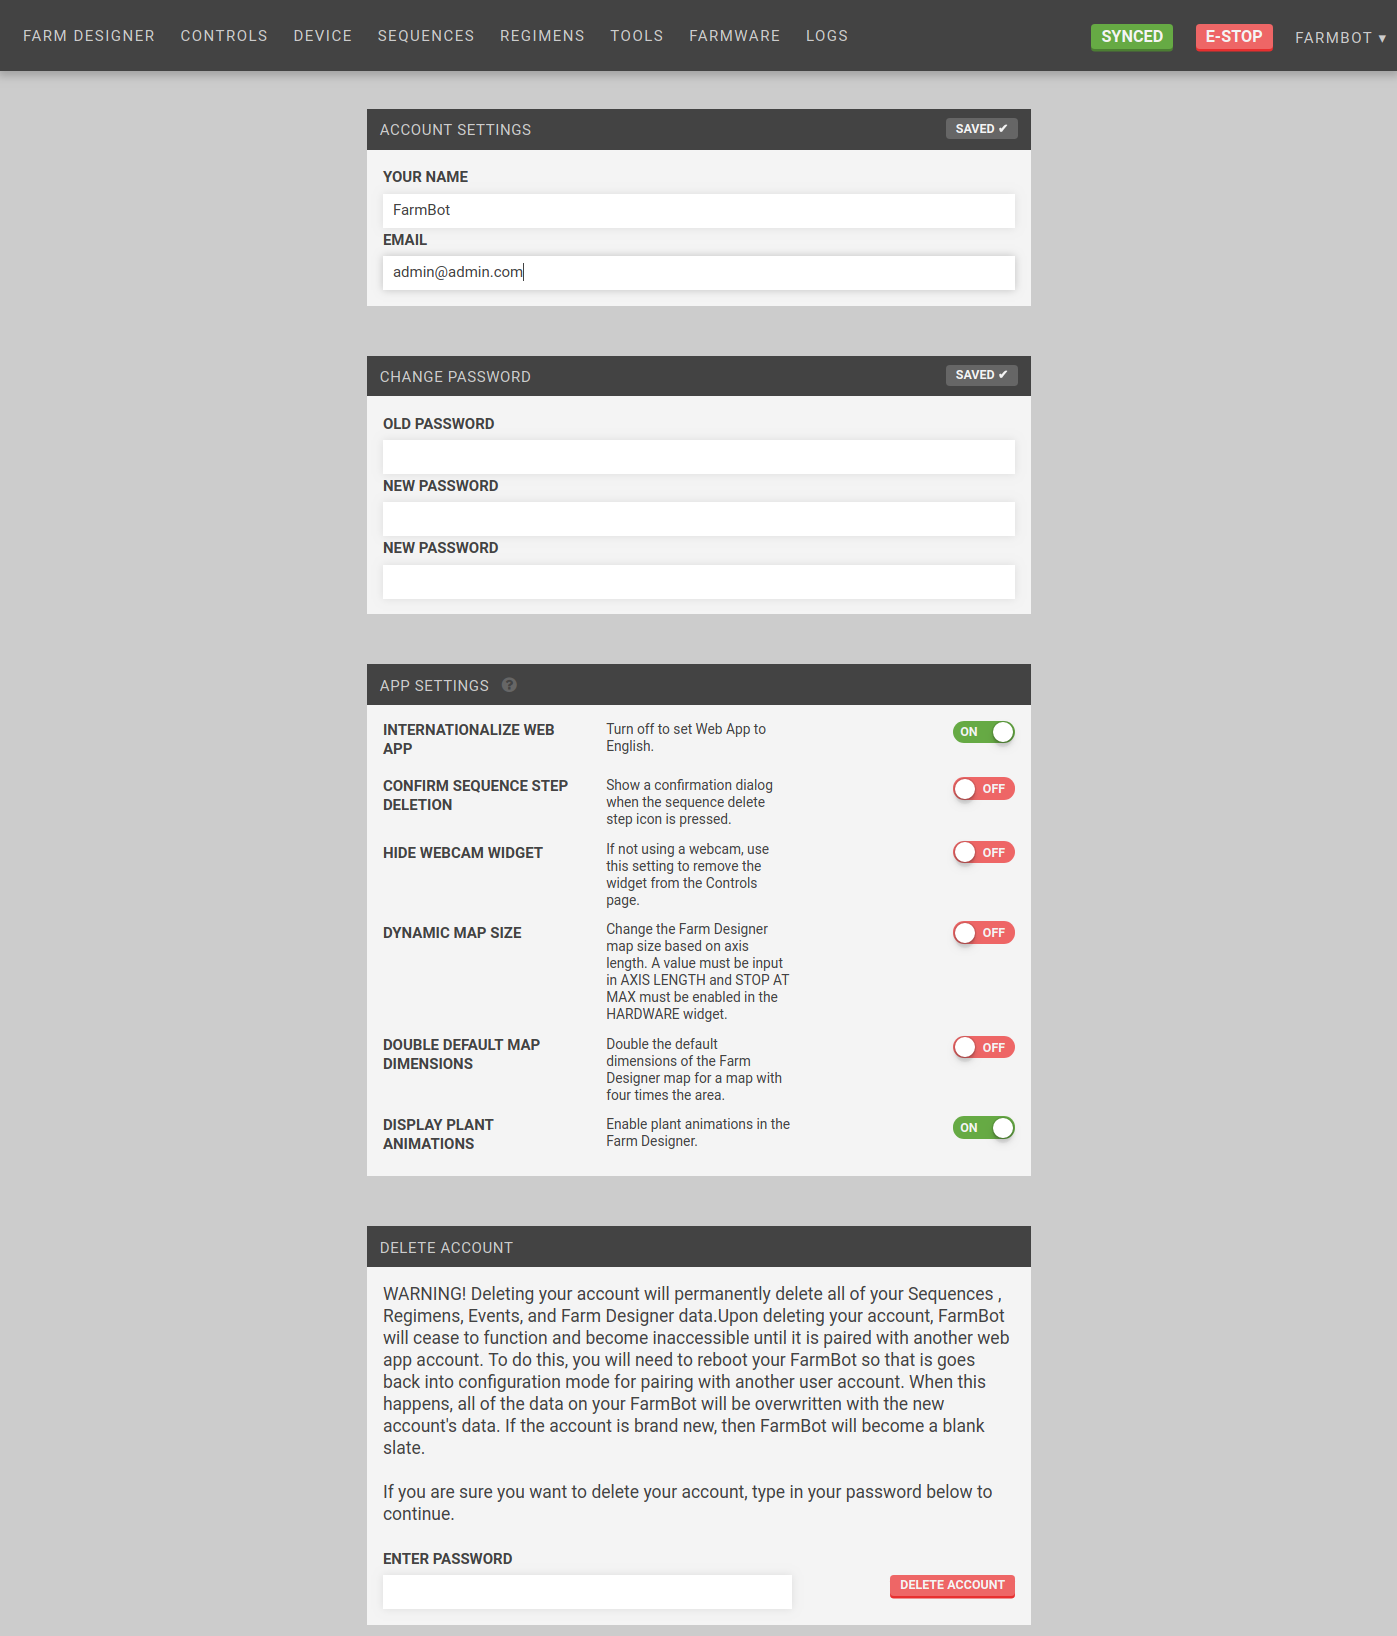 FARM DESIGNER CONTROLS DEVICE SEQUENCES REGIMENS TOOLS FARMWARE LOGS SYNCED E-STOP FARMBOT ▾
ACCOUNT SETTINGS SAVED ✔
YOUR NAME
FarmBot
EMAIL
admin@admin.com
CHANGE PASSWORD SAVED ✔
OLD PASSWORD
NEW PASSWORD
NEW PASSWORD
APP SETTINGS ?
INTERNATIONALIZE WEB
APP
Turn off to set Web App to
English.
ON
CONFIRM SEQUENCE STEP
DELETION
Show a confirmation dialog
when the sequence delete
step icon is pressed.
OFF
HIDE WEBCAM WIDGET
If not using a webcam, use
this setting to remove the
widget from the Controls
page.
OFF
DYNAMIC MAP SIZE
Change the Farm Designer
map size based on axis
length. A value must be input
in AXIS LENGTH and STOP AT
MAX must be enabled in the
HARDWARE widget.
OFF
DOUBLE DEFAULT MAP
DIMENSIONS
Double the default
dimensions of the Farm
Designer map for a map with
four times the area.
OFF
DISPLAY PLANT
ANIMATIONS
Enable plant animations in the
Farm Designer.
ON
DELETE ACCOUNT
WARNING! Deleting your account will permanently delete all of your Sequences ,
Regimens, Events, and Farm Designer data.Upon deleting your account, FarmBot
will cease to function and become inaccessible until it is paired with another web
app account. To do this, you will need to reboot your FarmBot so that is goes
back into configuration mode for pairing with another user account. When this
happens, all of the data on your FarmBot will be overwritten with the new
account's data. If the account is brand new, then FarmBot will become a blank
slate.
If you are sure you want to delete your account, type in your password below to
continue.
ENTER PASSWORD
DELETE ACCOUNT